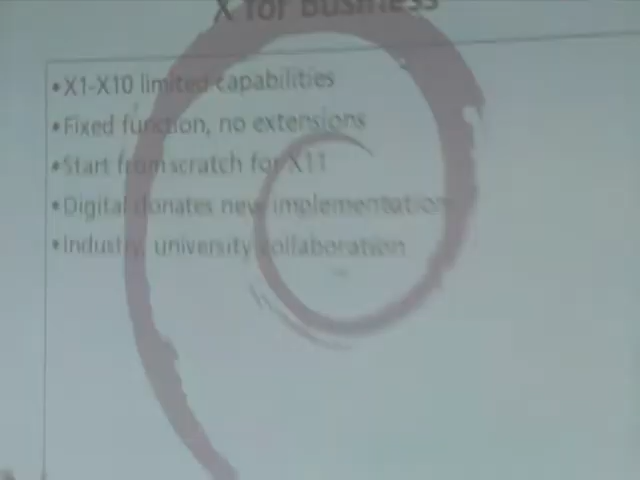 X for Business
•X1-X10 limited capabilities
•Fixed function, no extensions
•Start from scratch for X11
•Digital donates new implementation
•Industry, university collaboration